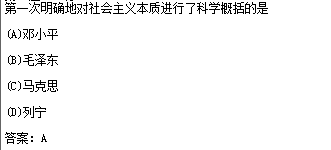 第一次明确地对社会主义本质进行了科学概括的是
(A)邓小平
(B)毛泽东
(C)马克思
(D)列宁
答案：A